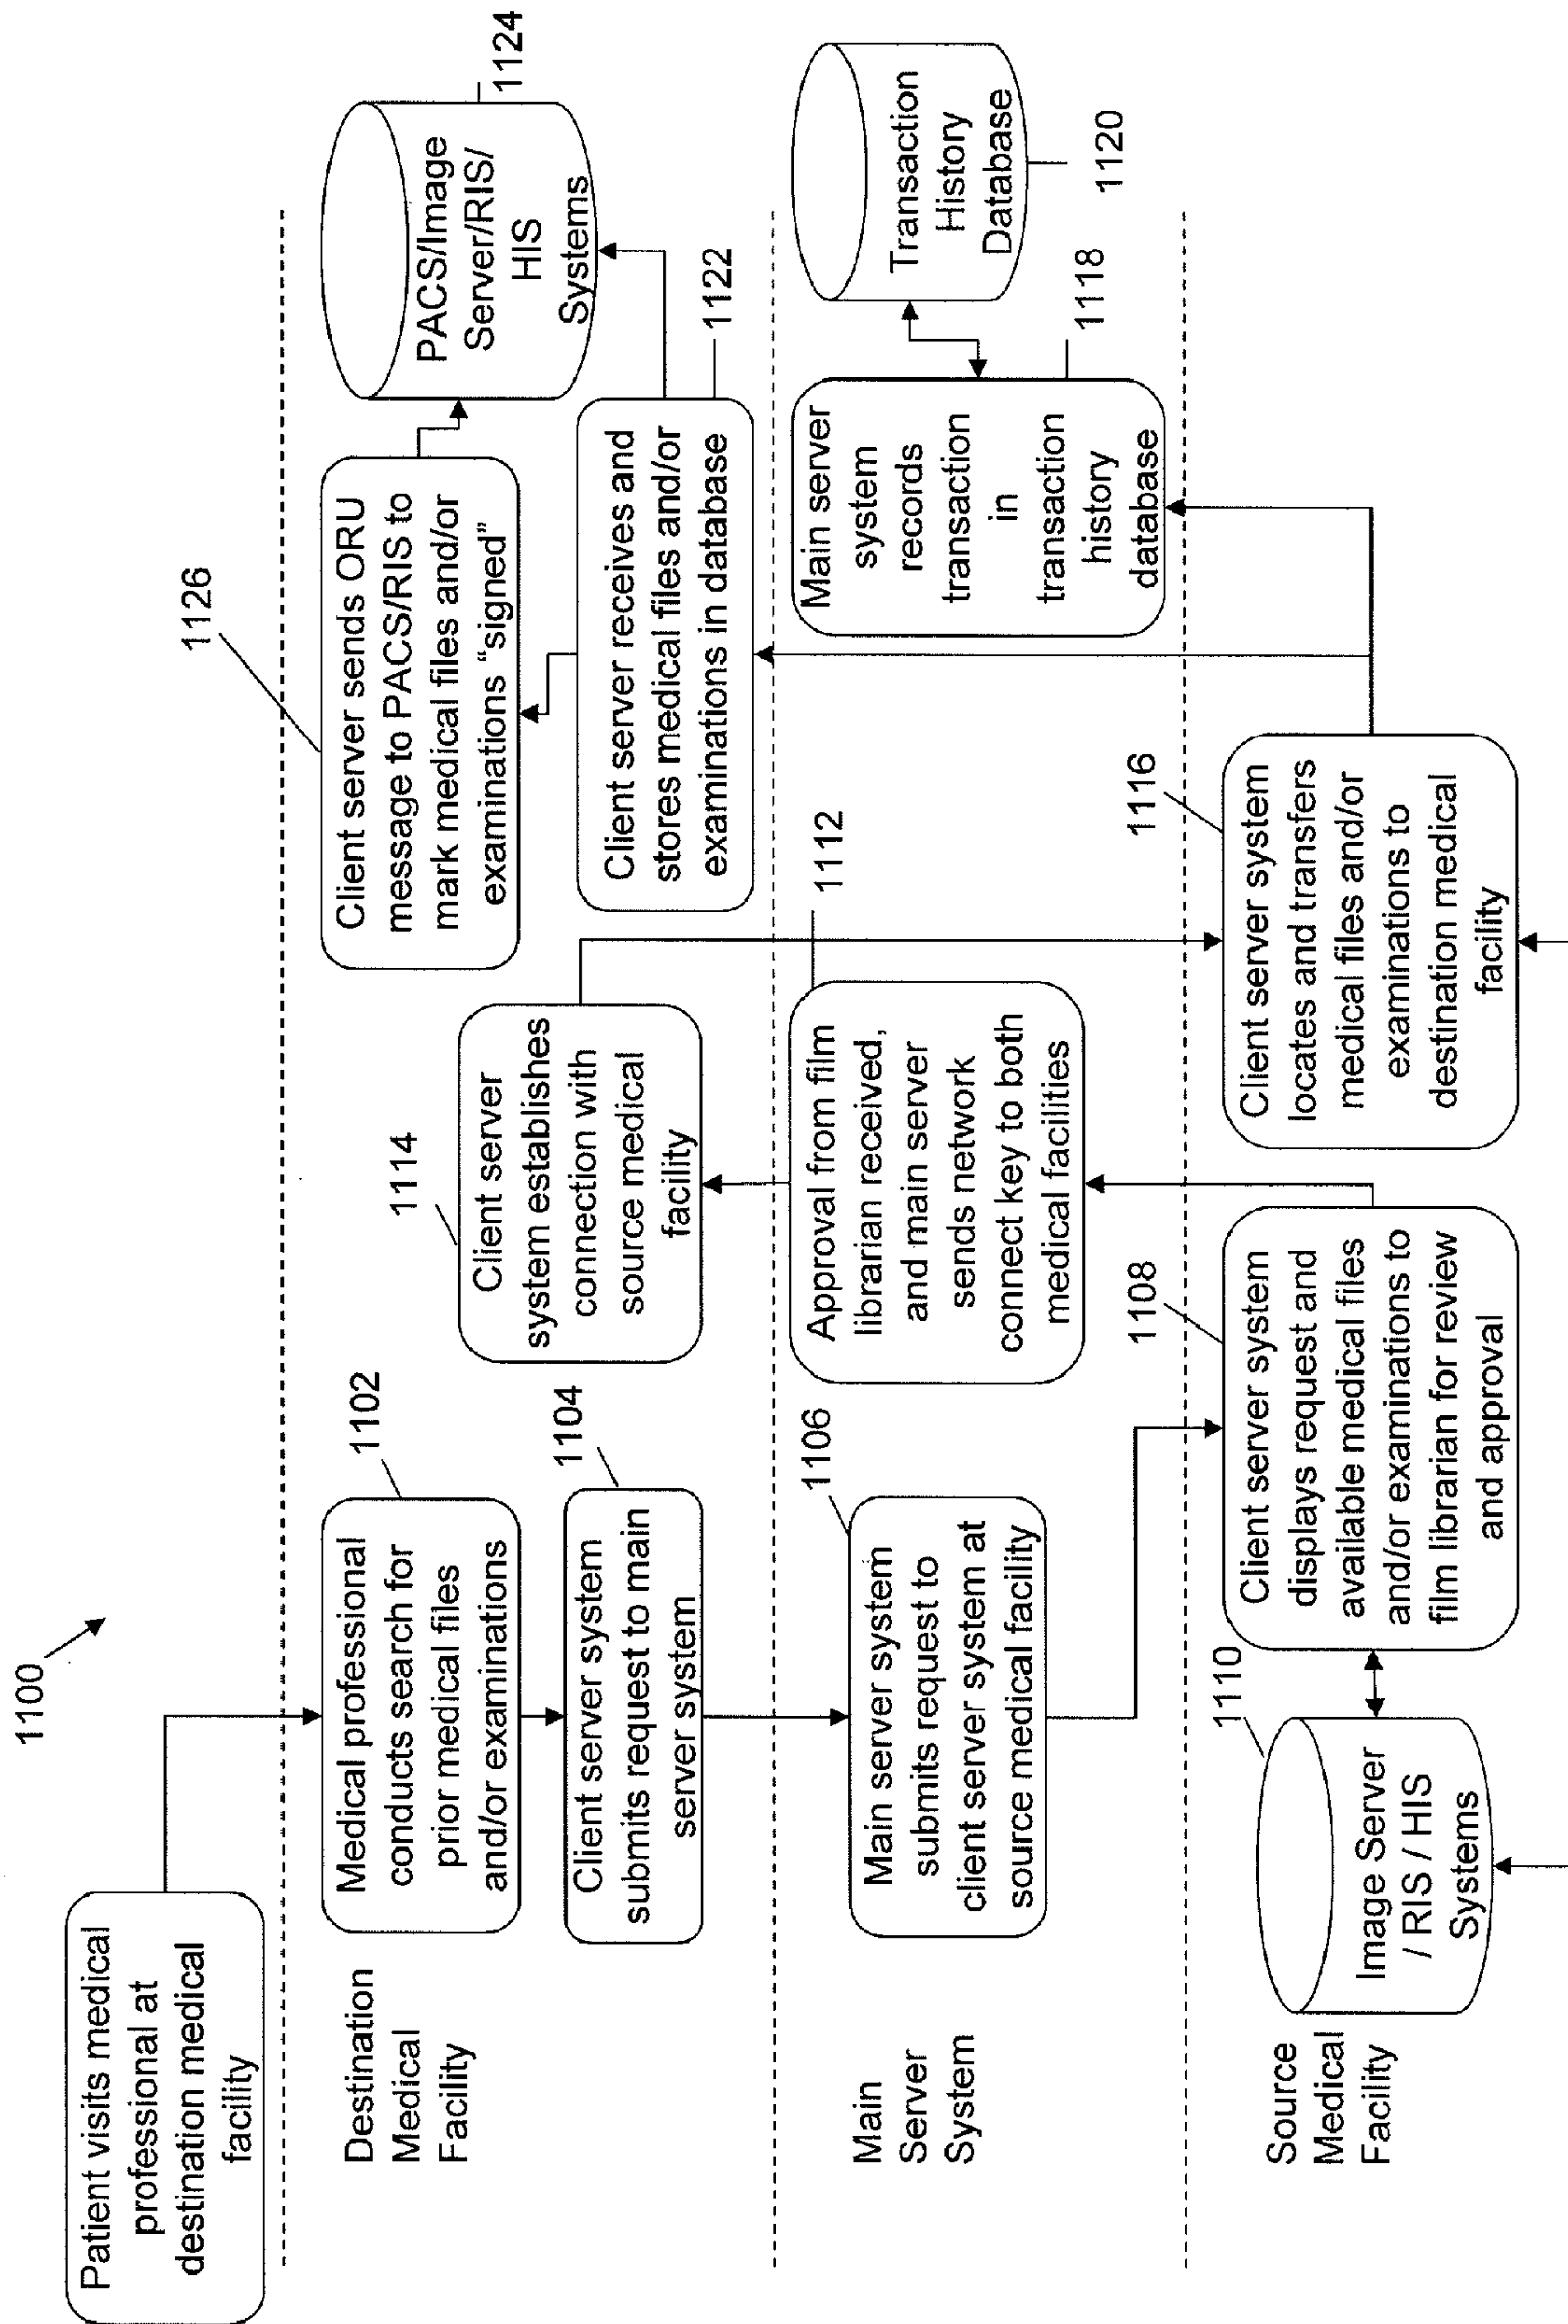 1100
Patient visits medical
professional at
destination medical
facility
Destination
Medical
Facility
1102
Medical professional
conducts search for
prior medical files
and/or examinations
1104
Client server system
submits request to main
server system
1114
Client server
system establishes
connection with
source medical
facility
1126
Client server sends ORU
message to PACS/RIS to
mark medical files and/or
examinations “signed”
1122
Client server receives and
stores medical files and/or
examinations in database
1124
PACS/Image
Server/RIS/
HIS
Systems
Main
Server
System
1106
Main server system
submits request to
client server system at
source medical facility
1112
Approval from film
librarian received,
and main server
sends network
connect key to both
medical facilities
1118
Main server
system
records
transaction
in
transaction
history
database
1120
Transaction
History
Database
Source
Medical
Facility
1110
Image Server
/ RIS / HIS
Systems
1108
Client server system
displays request and
available medical files
and/or examinations to
film librarian for review
and approval
1116
Client server system
locates and transfers
medical files and/or
examinations to
destination medical
facility